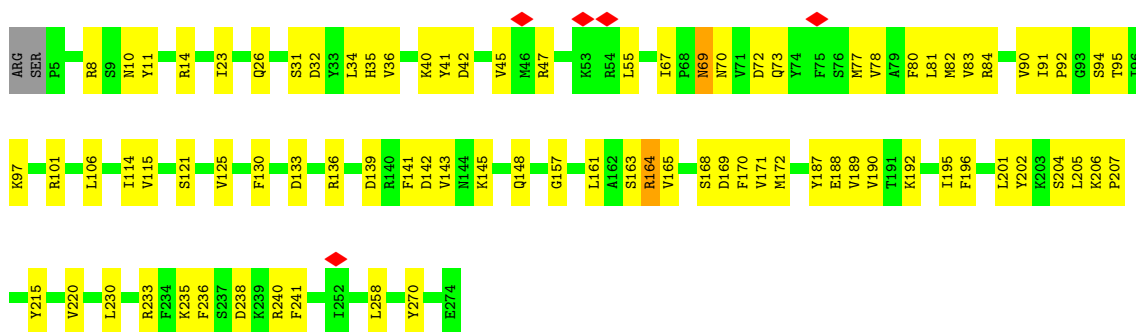 ARG SER P5 R8 S9 N10 Y11 R14 I23 Q26 S31 D32 Y33 L34 H35 V36 K40 Y41 D42 V45 M46 R47 K53 R54 L55 I67 P68 N69 N70 V71 D72 Q73 Y74 F75 S76 M77 V78 A79 F80 L81 M82 V83 R84 V90 I91 P92 G93 S94 T95 I96
K97 R101 L106 I114 V115 S121 V125 F130 D133 R136 D139 R140 F141 D142 V143 N144 K145 Q148 G157 L161 A162 S163 R164 V165 S168 D169 F170 V171 M172 Y187 E188 V189 V190 T191 K192 I195 F196 L201 Y202 K203 S204 L205 K206 P207
Y215 V220 L230 R233 F234 K235 F236 S237 D238 K239 R240 F241 I252 L258 Y270 E274